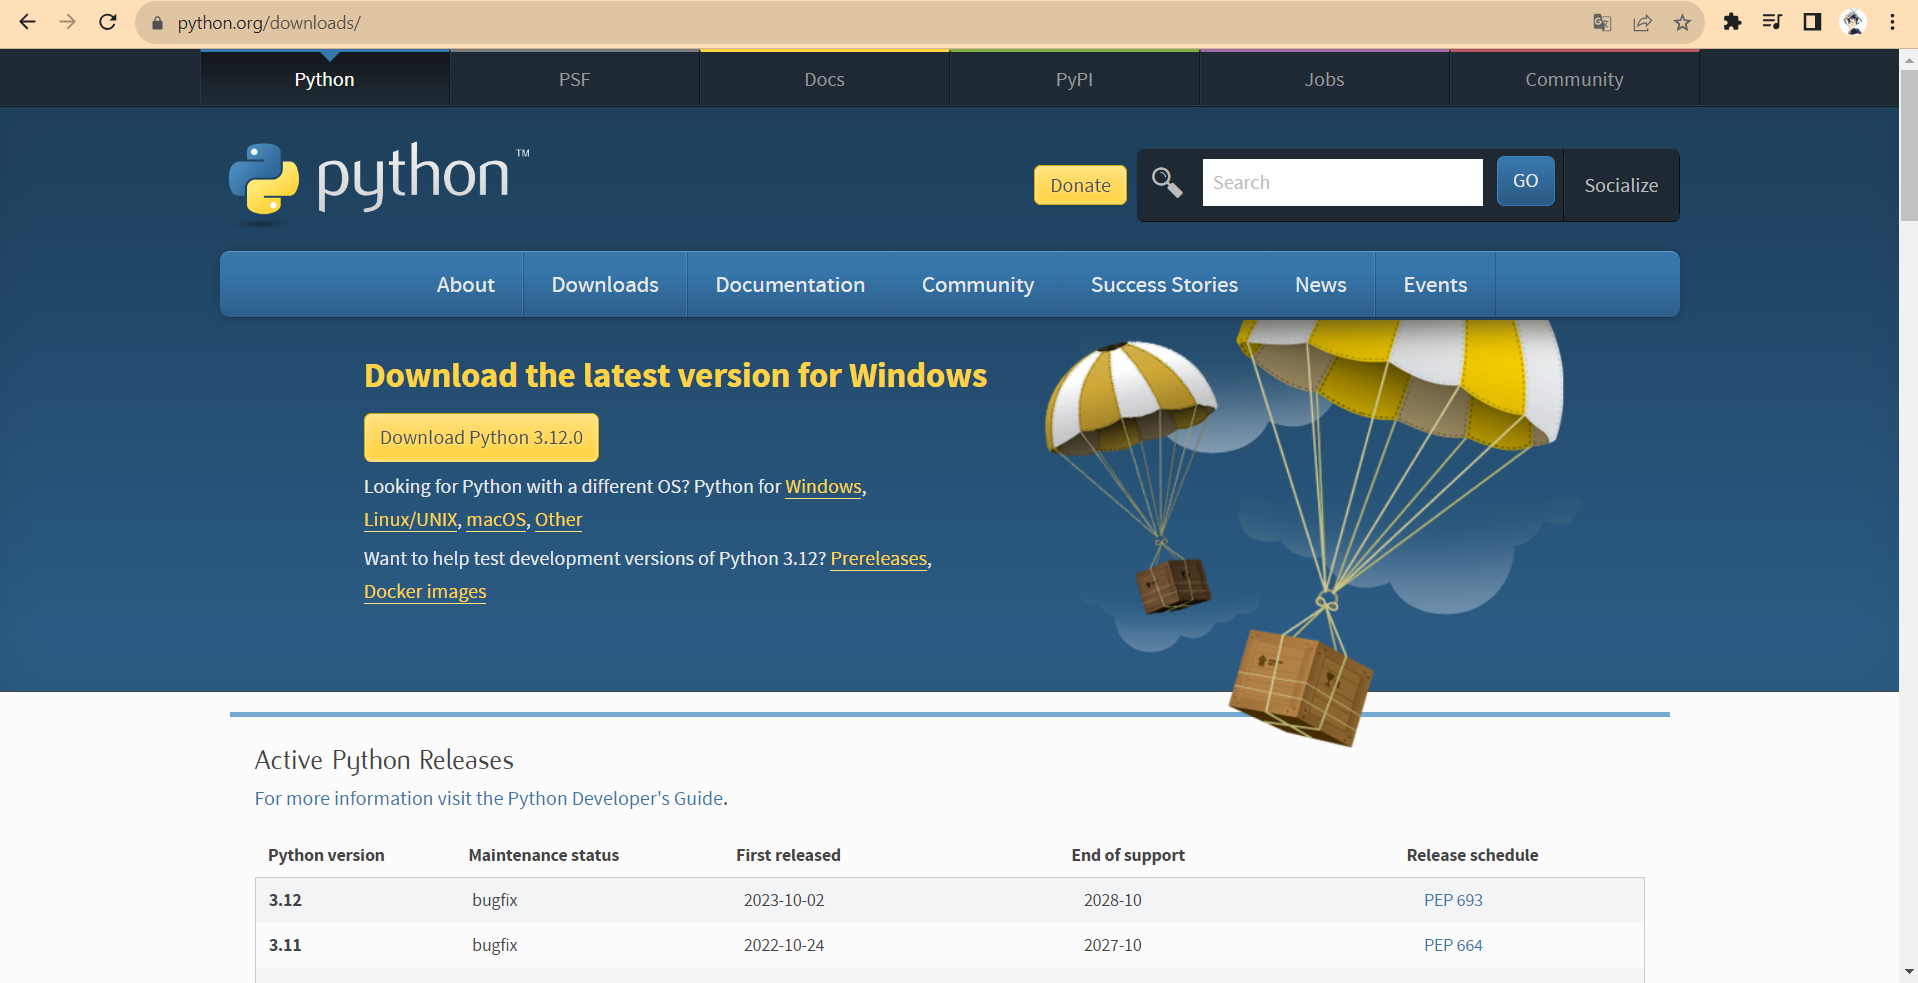 python.org/downloads/
Python
PSF
Docs
PyPI
Jobs
Community
python™
Donate
Search
GO
Socialize
About
Downloads
Documentation
Community
Success Stories
News
Events
Download the latest version for Windows
Download Python 3.12.0
Looking for Python with a different OS? Python for Windows,
Linux/UNIX, macOS, Other
Want to help test development versions of Python 3.12? Prereleases,
Docker images
Active Python Releases
For more information visit the Python Developer's Guide.
Python version Maintenance status First released End of support Release schedule
3.12 bugfix 2023-10-02 2028-10 PEP 693
3.11 bugfix 2022-10-24 2027-10 PEP 664